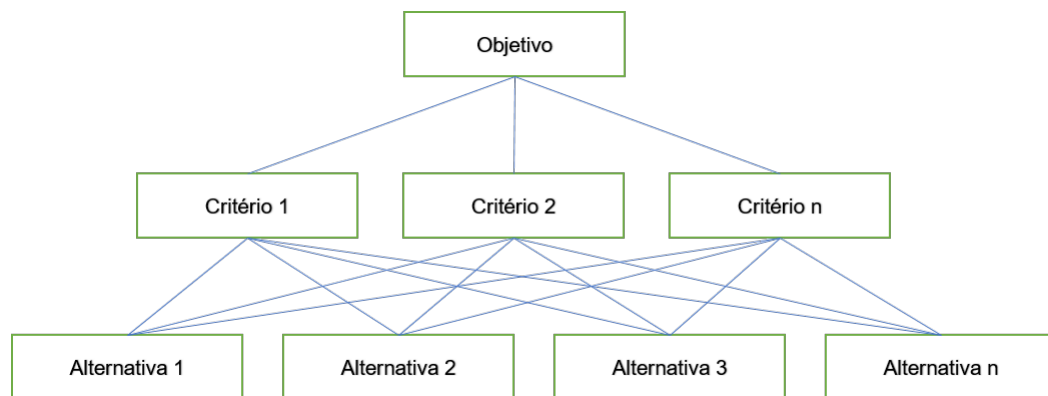 Objetivo
Critério 1
Critério 2
Critério n
Alternativa 1
Alternativa 2
Alternativa 3
Alternativa n